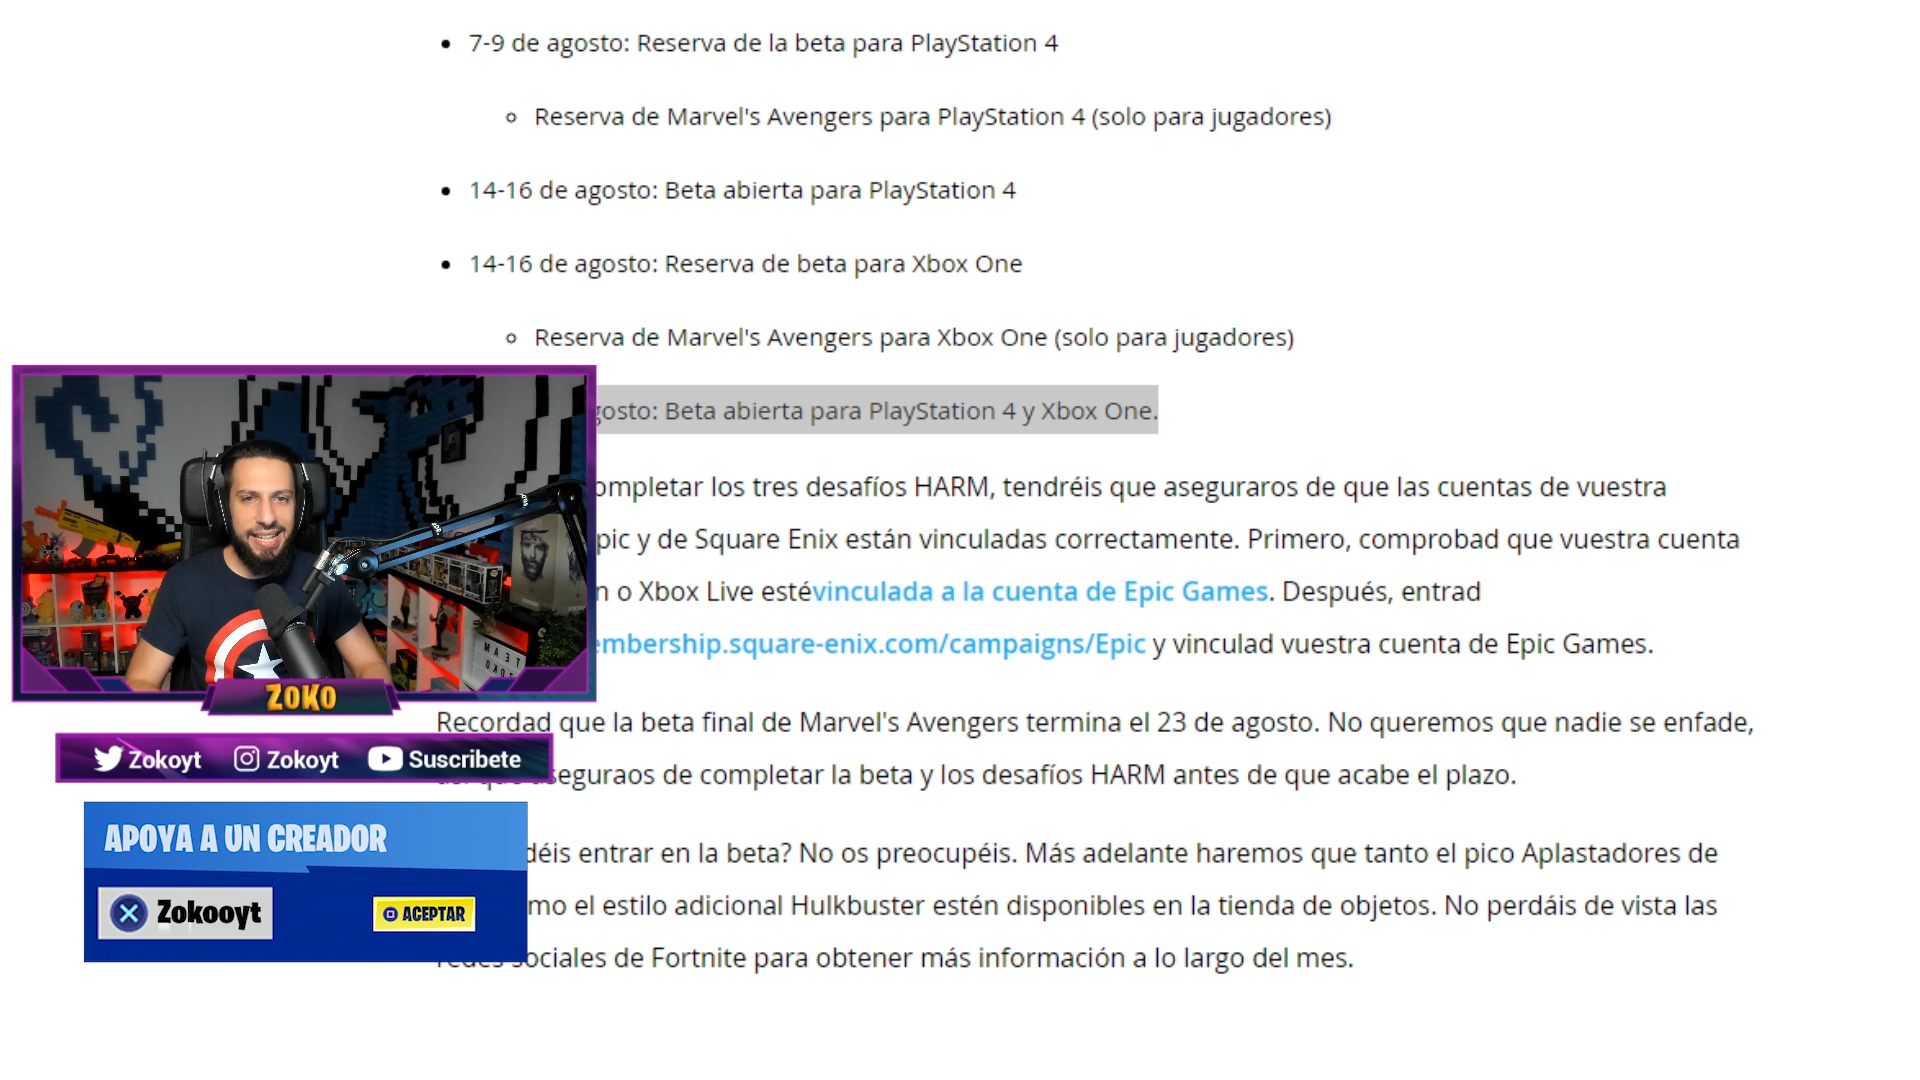 7-9 de agosto: Reserva de la beta para PlayStation 4
Reserva de Marvel's Avengers para PlayStation 4 (solo para jugadores)
14-16 de agosto: Beta abierta para PlayStation 4
14-16 de agosto: Reserva de beta para Xbox One
Reserva de Marvel's Avengers para Xbox One (solo para jugadores)
gosto: Beta abierta para PlayStation 4 y Xbox One.
ompletar los tres desafíos HARM, tendréis que aseguraros de que las cuentas de vuestra
pic y de Square Enix están vinculadas correctamente. Primero, comprobad que vuestra cuenta
n o Xbox Live estévinculada a la cuenta de Epic Games. Después, entrad
embership.square-enix.com/campaigns/Epic y vinculad vuestra cuenta de Epic Games.
TEAM
ZOKO
ZOKO
Recordad que la beta final de Marvel's Avengers termina el 23 de agosto. No queremos que nadie se enfade,
Zokoyt Zokoyt Suscribete
aseguraos de completar la beta y los desafíos HARM antes de que acabe el plazo.
APOYA A UN CREADOR
Zokooyt ACEPTAR
déis entrar en la beta? No os preocupéis. Más adelante haremos que tanto el pico Aplastadores de
mo el estilo adicional Hulkbuster estén disponibles en la tienda de objetos. No perdáis de vista las
redes sociales de Fortnite para obtener más información a lo largo del mes.